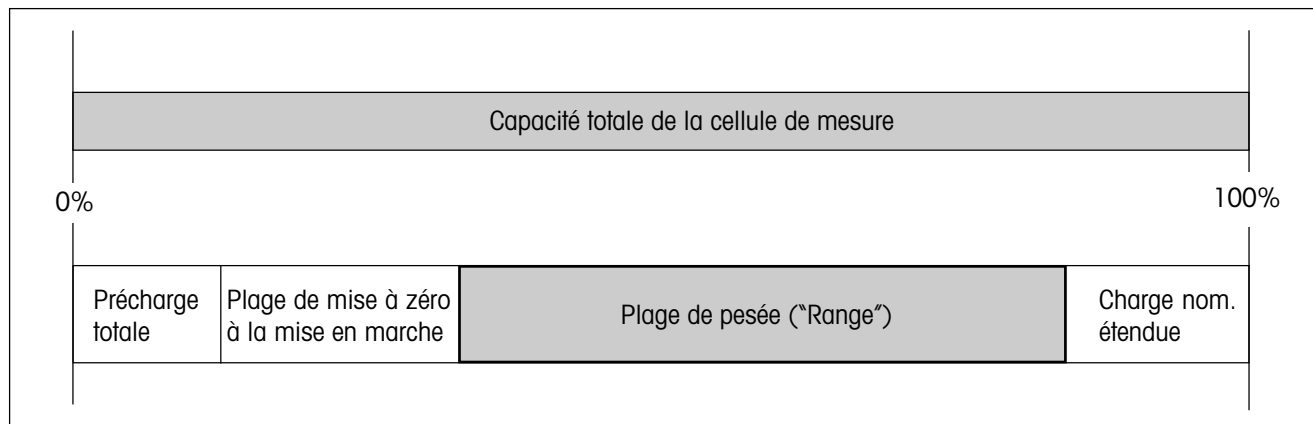 Capacité totale de la cellule de mesure
0%
100%
Précharge
totale
Plage de mise à zéro
à la mise en marche
Plage de pesée (“Range”)
Charge nom.
étendue